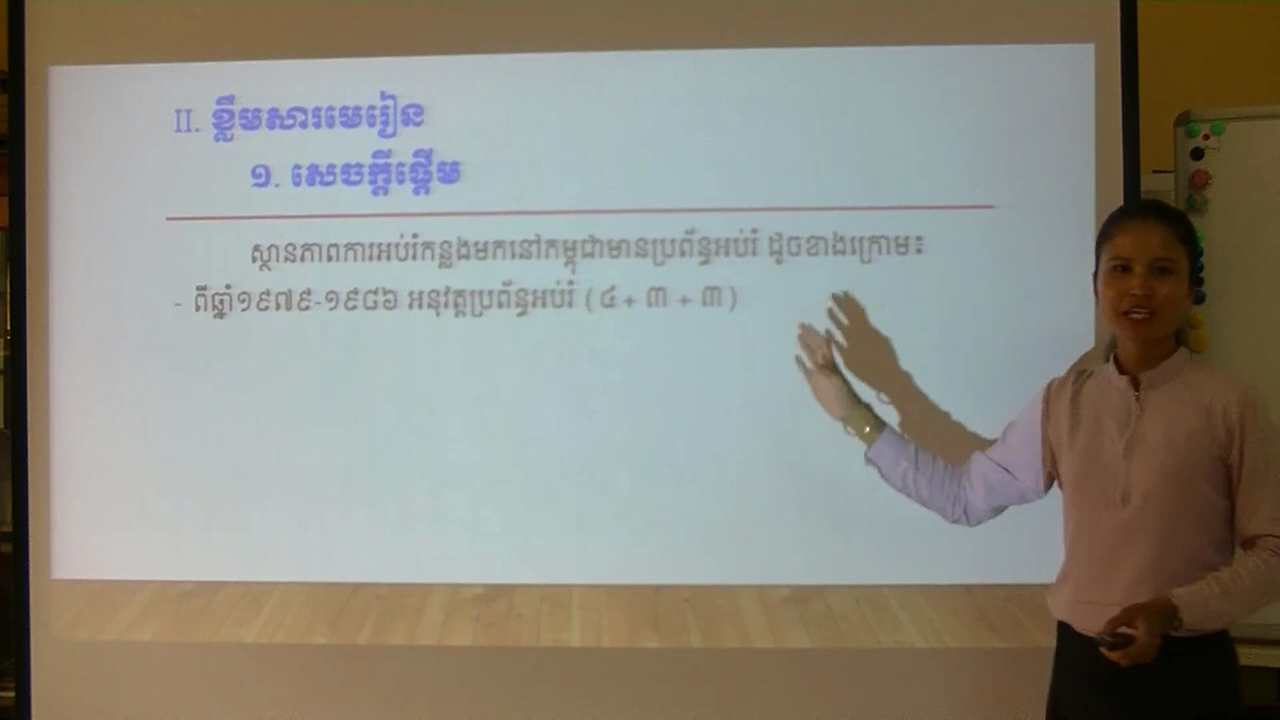 II. ខ្លឹមសារមេរៀន
១. សេចក្តីផ្តើម
ស្ថានភាពការអប់រំកន្លងមកនៅកម្ពុជាមានប្រព័ន្ធអប់រំ ដូចខាងក្រោម៖
- ពីឆ្នាំ១៩៧៩-១៩៨៦ អនុវត្តប្រព័ន្ធអប់រំ (៤ + ៣ + ៣)